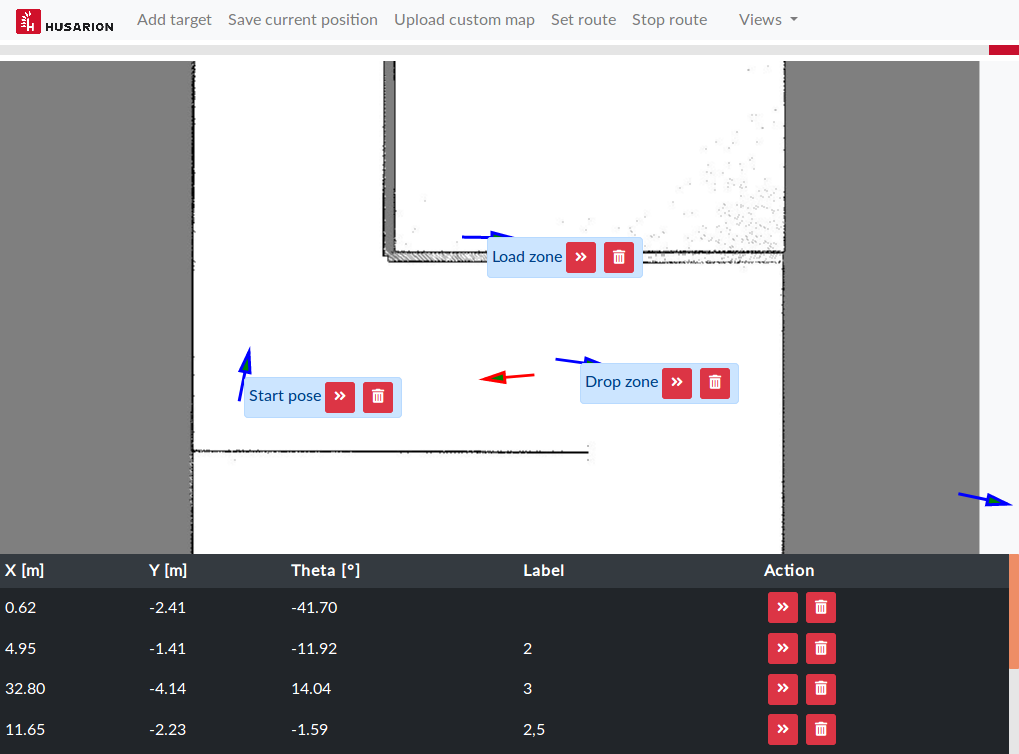 HUSARION Add target Save current position Upload custom map Set route Stop route Views
Load zone
Drop zone
Start pose
X [m] Y [m] Theta [°] Label Action
0.62 -2.41 -41.70
4.95 -1.41 -11.92 2
32.80 -4.14 14.04 3
11.65 -2.23 -1.59 2,5